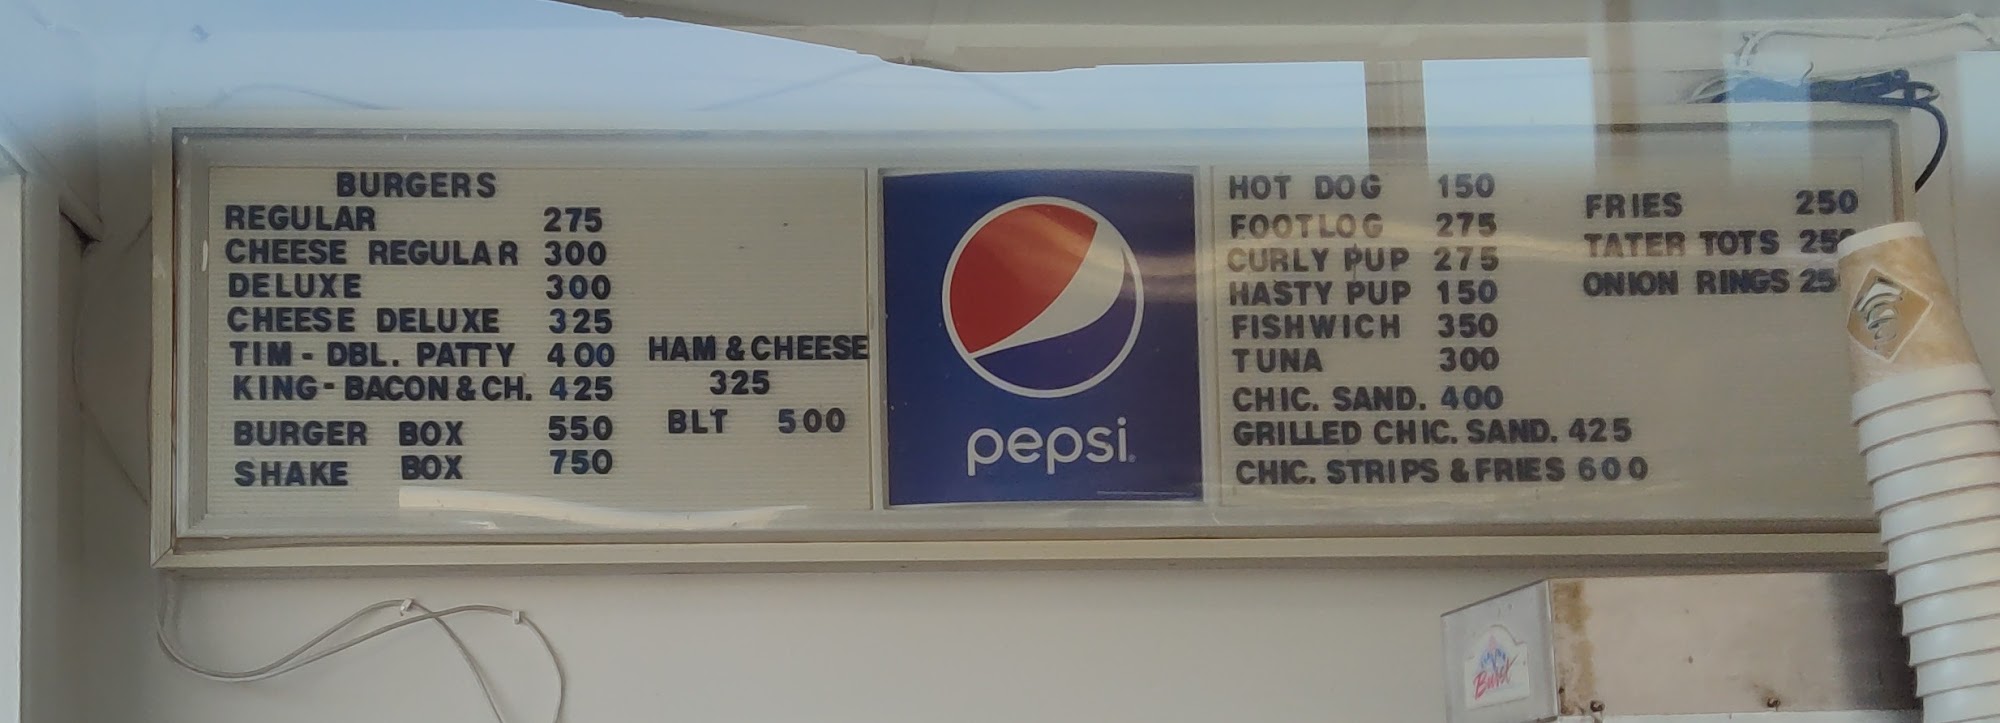 BURGERS
REGULAR 275
CHEESE REGULAR 300
DELUXE 300
CHEESE DELUXE 325
TIM - DBL. PATTY 400
KING - BACON & CH. 425
BURGER BOX 550
SHAKE BOX 750
HAM & CHEESE
325
BLT 500
pepsi
HOT DOG 150
FOOTLOG 275
CURLY PUP 275
HASTY PUP 150
FISHWICH 350
TUNA 300
CHIC. SAND. 400
GRILLED CHIC. SAND. 425
CHIC. STRIPS & FRIES 600
FRIES 250
TATER TOTS 25
ONION RINGS 25
Burst